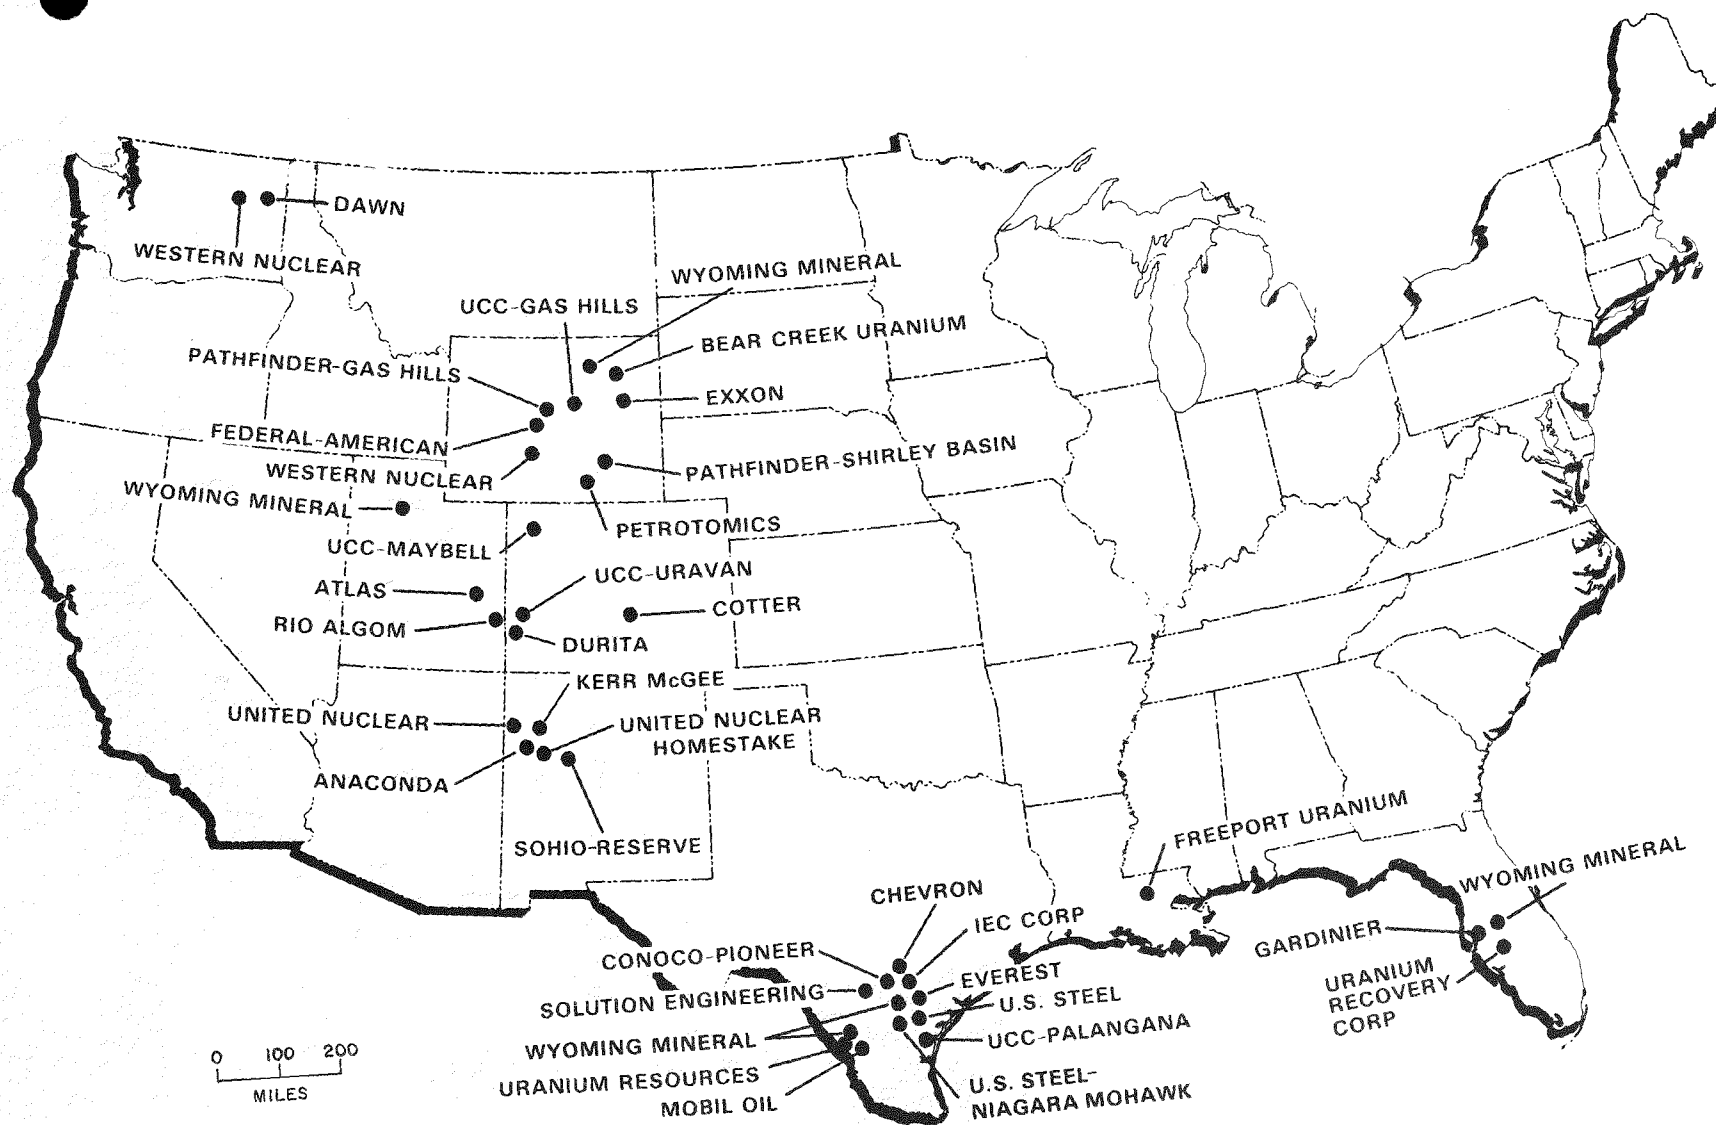 DAWN
WESTERN NUCLEAR
WYOMING MINERAL
UCC-GAS HILLS
BEAR CREEK URANIUM
PATHFINDER-GAS HILLS
EXXON
FEDERAL-AMERICAN
PATHFINDER-SHIRLEY BASIN
WESTERN NUCLEAR
WYOMING MINERAL
PETROTOMICS
UCC-MAYBELL
UCC-URAVAN
ATLAS
COTTER
RIO ALGOM
DURITA
KERR McGEE
UNITED NUCLEAR
UNITED NUCLEAR
HOMESTAKE
ANACONDA
SOHIO-RESERVE
FREEPORT URANIUM
WYOMING MINERAL
CHEVRON
IEC CORP
GARDINIER
CONOCO-PIONEER
EVEREST
URANIUM
RECOVERY
CORP
SOLUTION ENGINEERING
U.S. STEEL
UCC-PALANGANA
WYOMING MINERAL
URANIUM RESOURCES
MOBIL OIL
U.S. STEEL-
NIAGARA MOHAWK
0 100 200
MILES